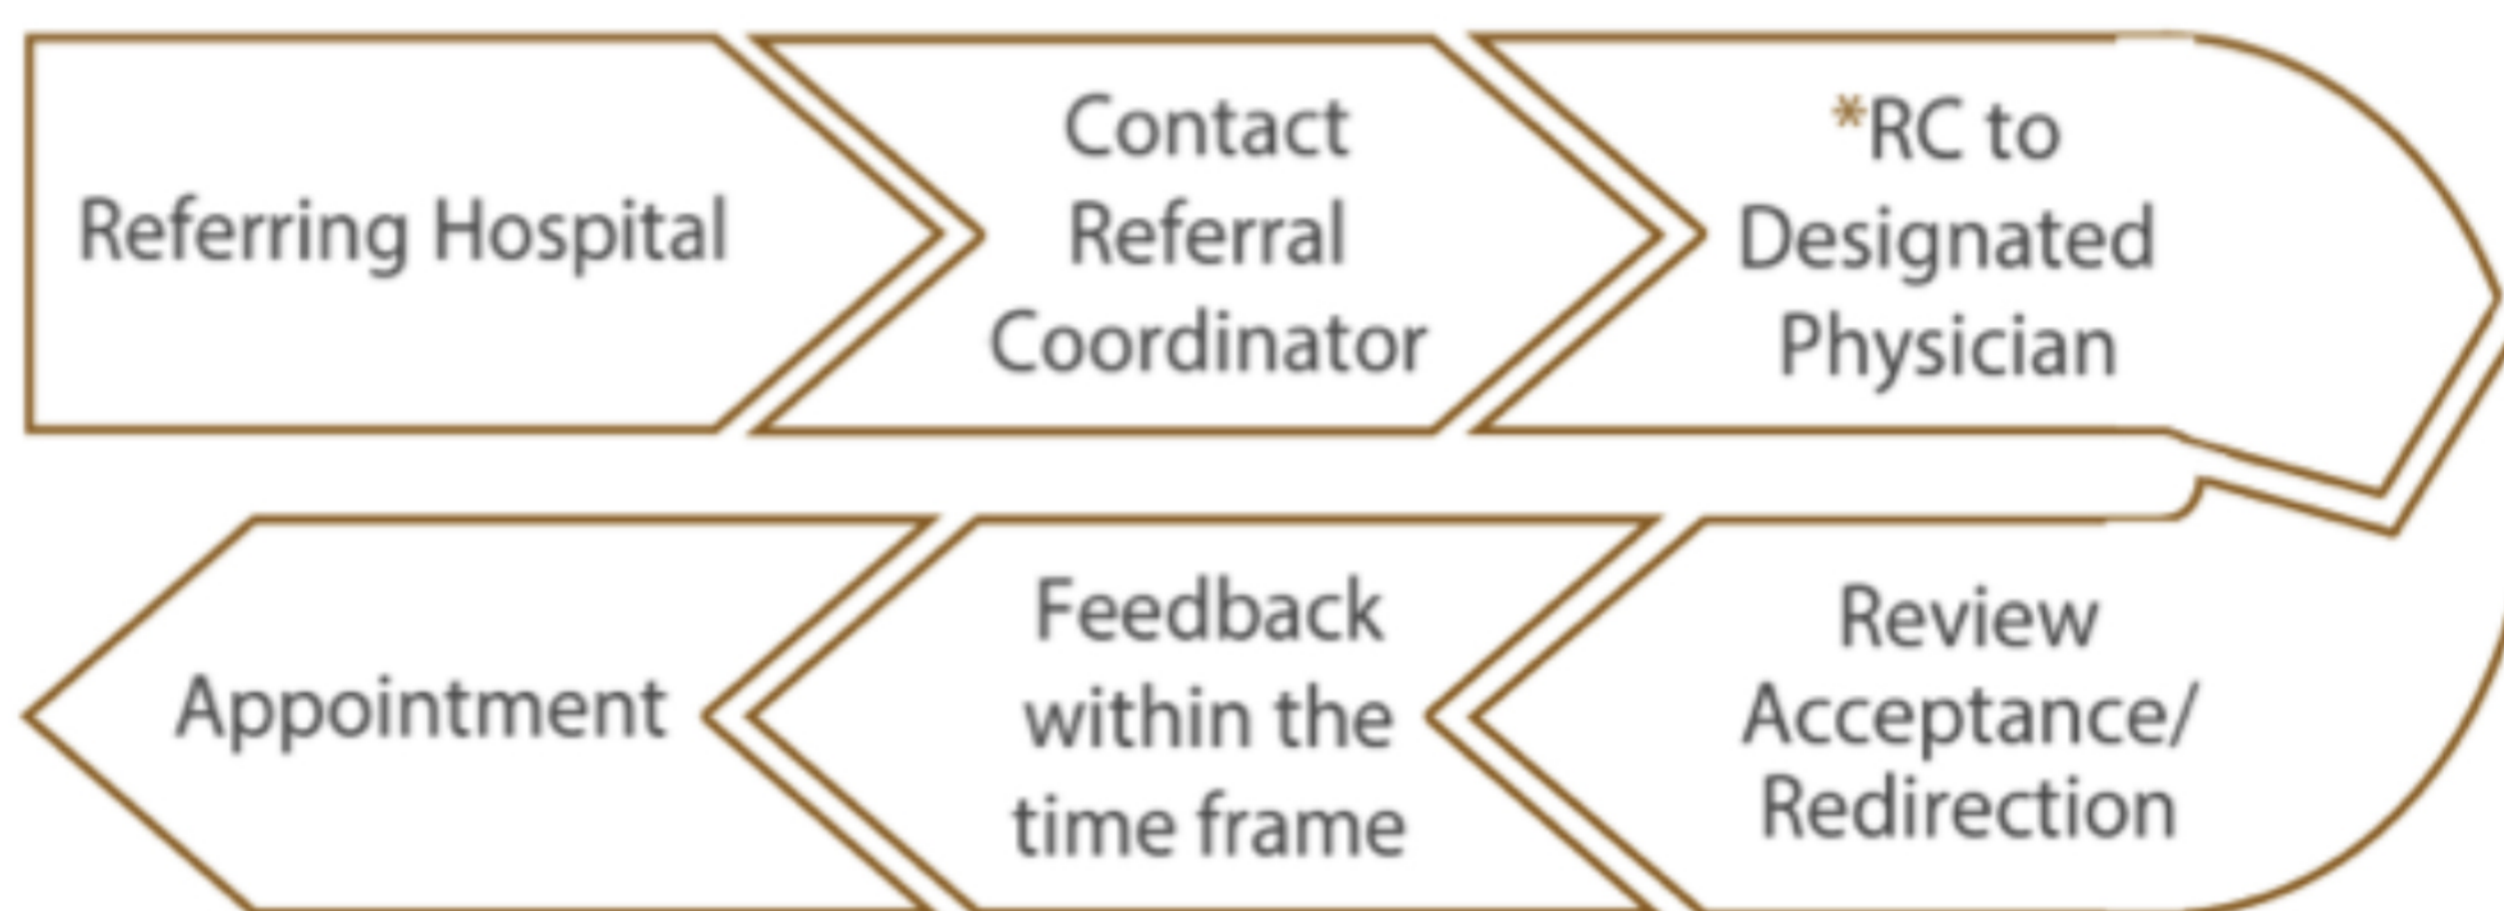 Referring Hospital
Contact
Referral
Coordinator
*RC to
Designated
Physician
Review
Acceptance/
Redirection
Feedback
within the
time frame
Appointment